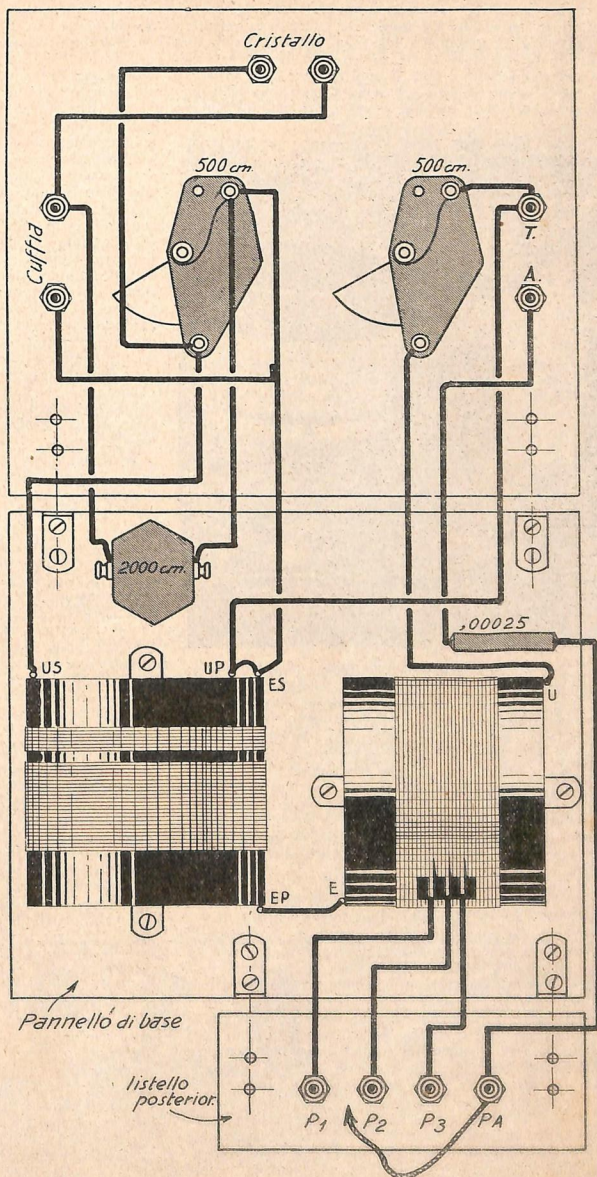 Cristallo
500 cm.
500 cm.
Cuffia
T.
A.
2000 cm.
,00025
US
UP
ES
U
EP
E
Pannello di base
listello
posterior.
P1
P2
P3
PA